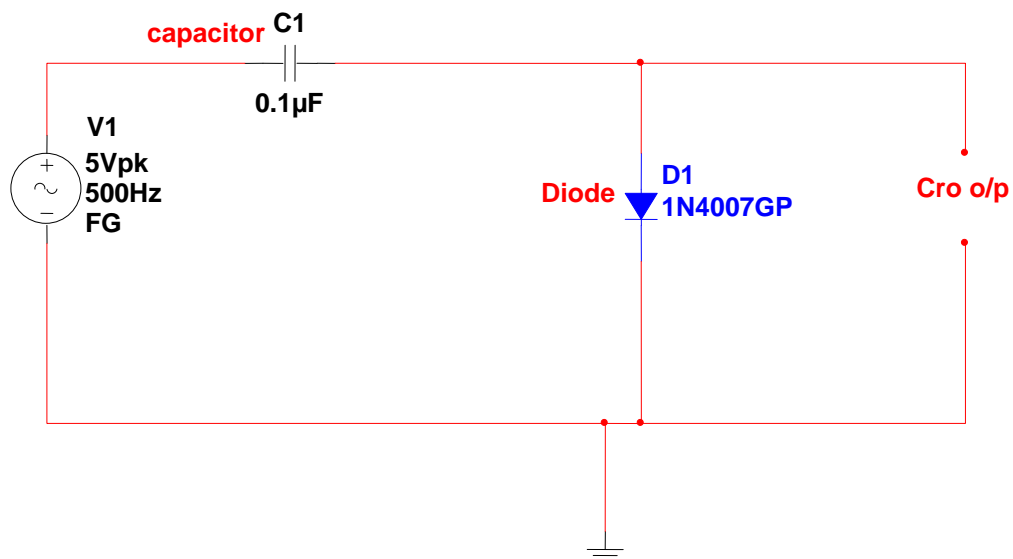 capacitor C1
0.1µF
V1
5Vpk
500Hz
FG
+
−
Diode
D1
1N4007GP
Cro o/p